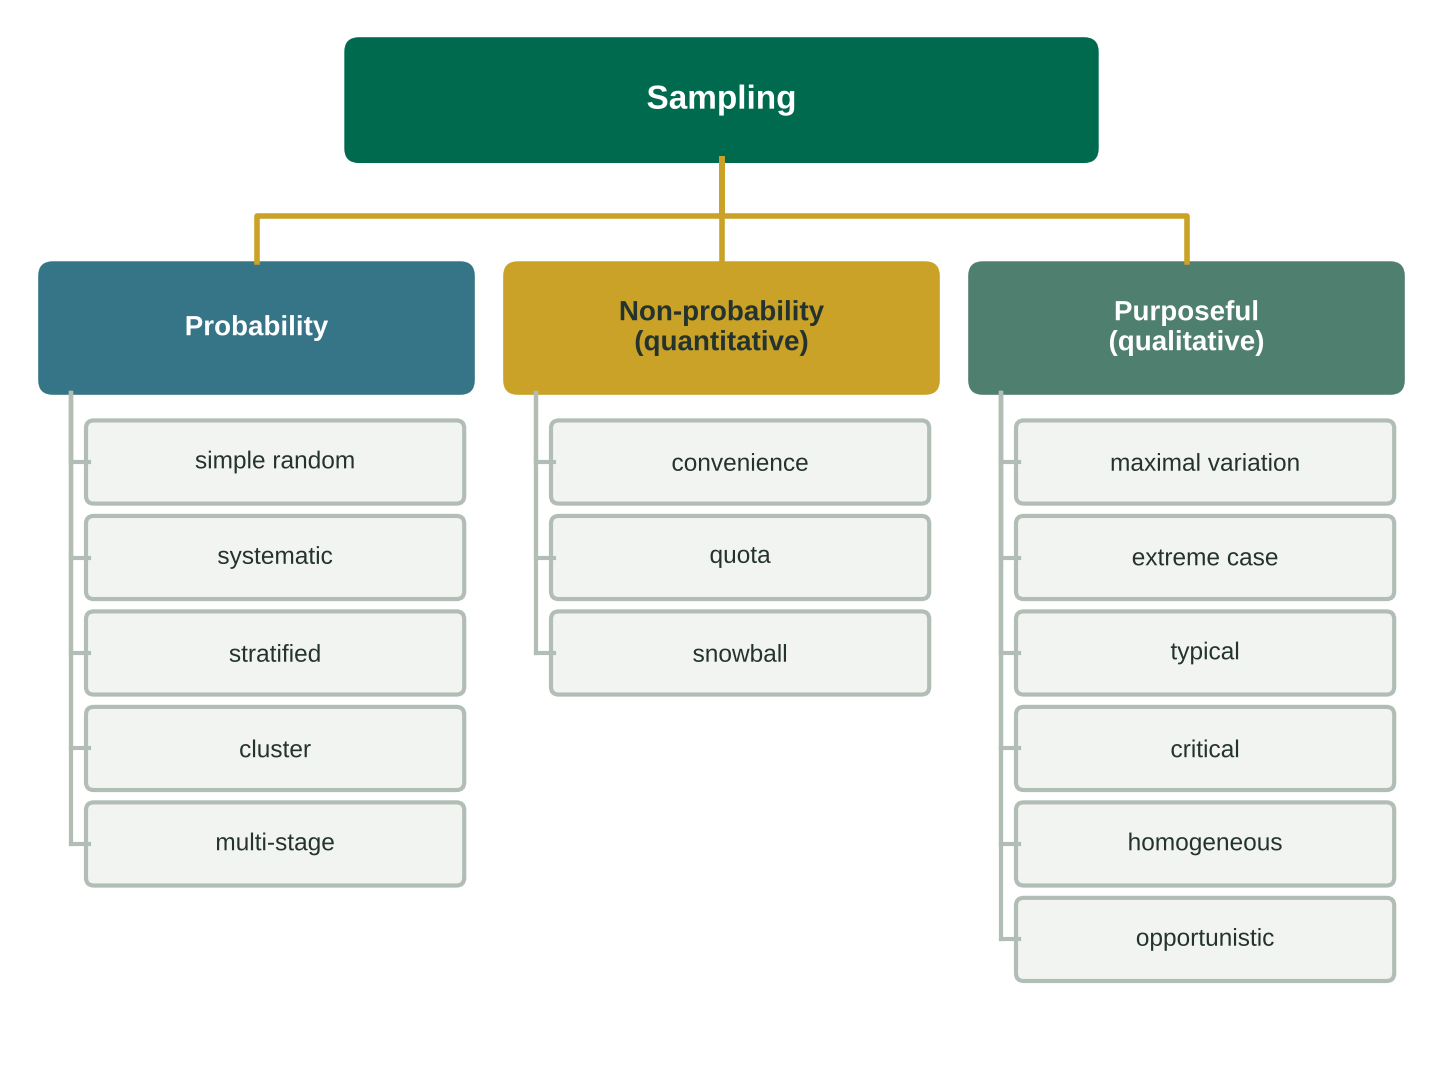 Sampling
Probability
simple random
systematic
stratified
cluster
multi-stage
Non-probability
(quantitative)
convenience
quota
snowball
Purposeful
(qualitative)
maximal variation
extreme case
typical
critical
homogeneous
opportunistic